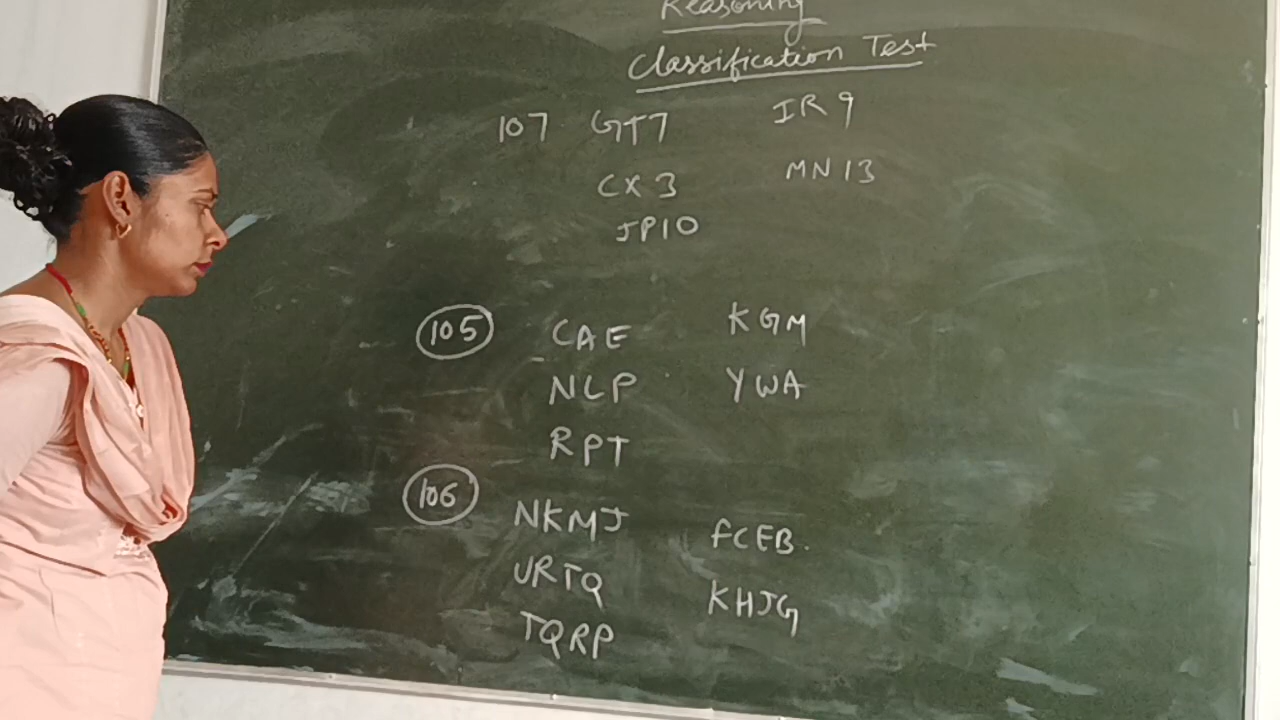 Reasoning
Classification Test
107 GT7 IR9
CX3 MN13
JP10
105 CAE KGM
NLP YWA
RPT
106 NKMJ FCEB.
URTQ KHJG
TQRP